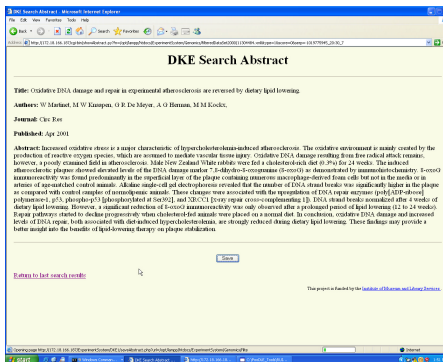 DKE Search Abstract - Microsoft Internet Explorer
File Edit View Favorites Tools Help
Back Search Favorites
DKE Search Abstract
Title: Oxidative DNA damage and repair in experimental atherosclerosis are reversed by dietary lipid lowering.
Authors: W Martinet, M W Knaapen, G R De Meyer, A G Herman, M M Kockx,
Journal: Circ Res
Published: Apr 2001
Abstract: Increased oxidative stress is a major characteristic of hypercholesterolemia-induced atherosclerosis. The oxidative environment is mainly created by the
production of reactive oxygen species, which are assumed to mediate vascular tissue injury. Oxidative DNA damage resulting from free radical attack remains,
however, a poorly examined field in atherosclerosis. Male New Zealand White rabbits were fed a cholesterol-rich diet (0.3%) for 24 weeks. The induced
atherosclerotic plaques showed elevated levels of the DNA damage marker 7,8-dihydro-8-oxoguanine (8-oxoG) as demonstrated by immunohistochemistry. 8-oxoG
immunoreactivity was found predominantly in the superficial layer of the plaque containing numerous macrophage-derived foam cells but not in the media or in
arteries of age-matched control animals. Alkaline single-cell gel electrophoresis revealed that the number of DNA strand breaks was significantly higher in the plaque
as compared with control samples of normolipemic animals. These changes were associated with the upregulation of DNA repair enzymes (poly[ADP-ribose]
polymerase-1, p53, phospho-p53 [phosphorylated at Ser392], and XRCC1 [x-ray repair cross-complementing 1]). DNA strand breaks normalized after 4 weeks of
dietary lipid lowering. However, a significant reduction of 8-oxoG immunoreactivity was only observed after a prolonged period of lipid lowering (12 to 24 weeks).
Repair pathways started to decline progressively when cholesterol-fed animals were placed on a normal diet. In conclusion, oxidative DNA damage and increased
levels of DNA repair, both associated with diet-induced hypercholesterolemia, are strongly reduced during dietary lipid lowering. These findings may provide a
better insight into the benefits of lipid-lowering therapy on plaque stabilization.
Save
Return to last search results
This project is funded by the Institute of Museum and Library Services.
Internet
start